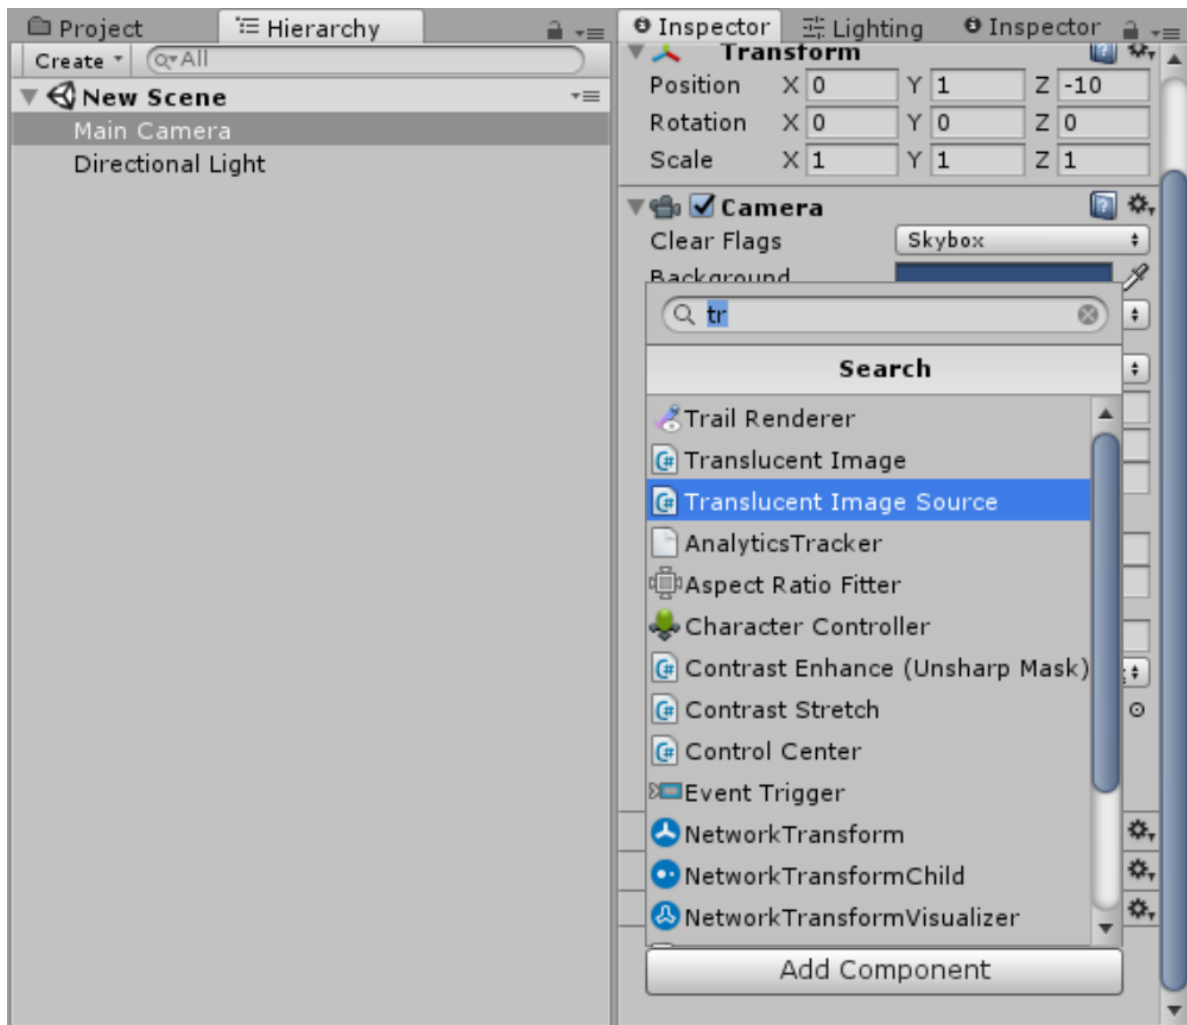 Project
Hierarchy
Create
All
New Scene
Main Camera
Directional Light
Inspector
Lighting
Inspector
Transform
Position X 0 Y 1 Z -10
Rotation X 0 Y 0 Z 0
Scale X 1 Y 1 Z 1
Camera
Clear Flags Skybox
Background
tr
Search
Trail Renderer
Translucent Image
Translucent Image Source
AnalyticsTracker
Aspect Ratio Fitter
Character Controller
Contrast Enhance (Unsharp Mask)
Contrast Stretch
Control Center
Event Trigger
NetworkTransform
NetworkTransformChild
NetworkTransformVisualizer
Add Component